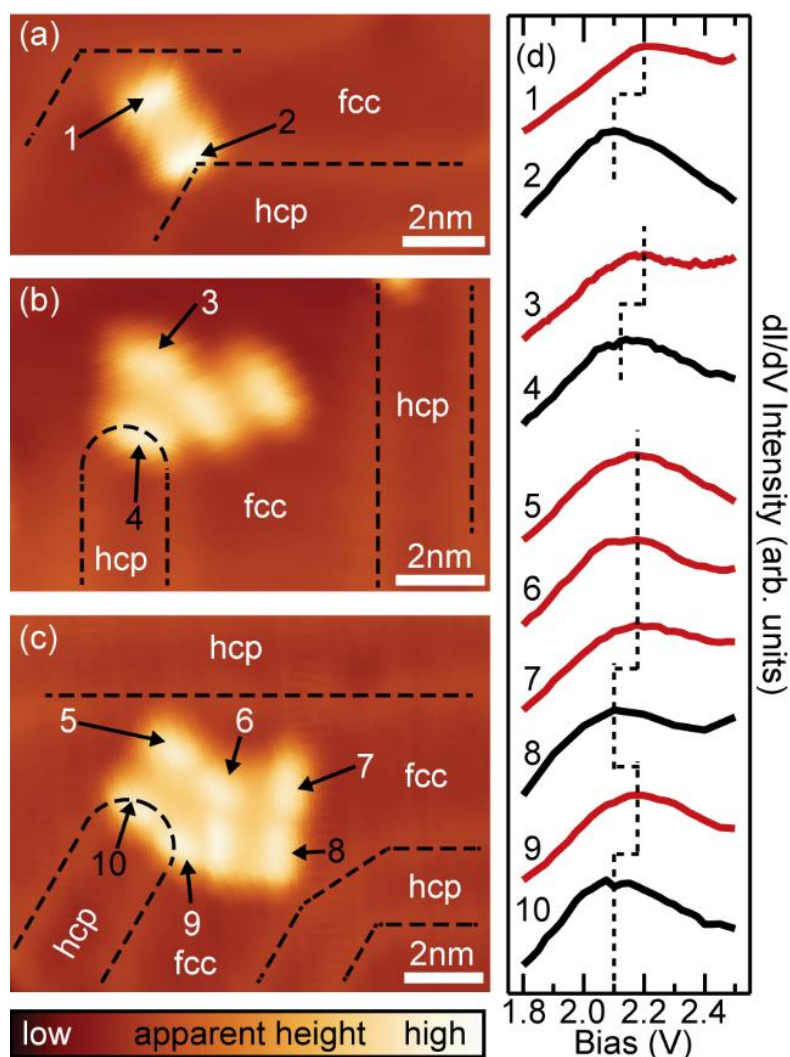 (a)
1
2
fcc
hcp
2nm
(b)
3
4
hcp
hcp
fcc
2nm
(c)
hcp
5
6
7
fcc
8
10
9
hcp
hcp
fcc
2nm
low apparent height high
(d)
1
2
3
4
5
6
7
8
9
10
1.8 2.0 2.2 2.4
Bias (V)
dI/dV Intensity (arb. units)